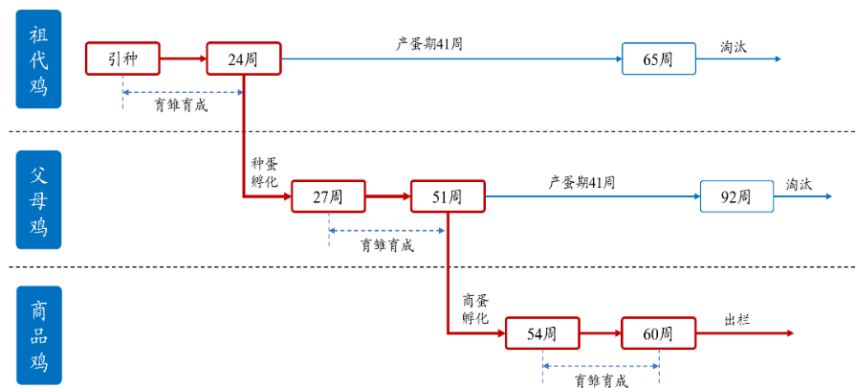 祖代鸡
引种
24周
产蛋期41周
65周
淘汰
育雏育成
父母鸡
种蛋
孵化
27周
51周
产蛋期41周
92周
淘汰
育雏育成
商品鸡
商蛋
孵化
54周
60周
出栏
育雏育成